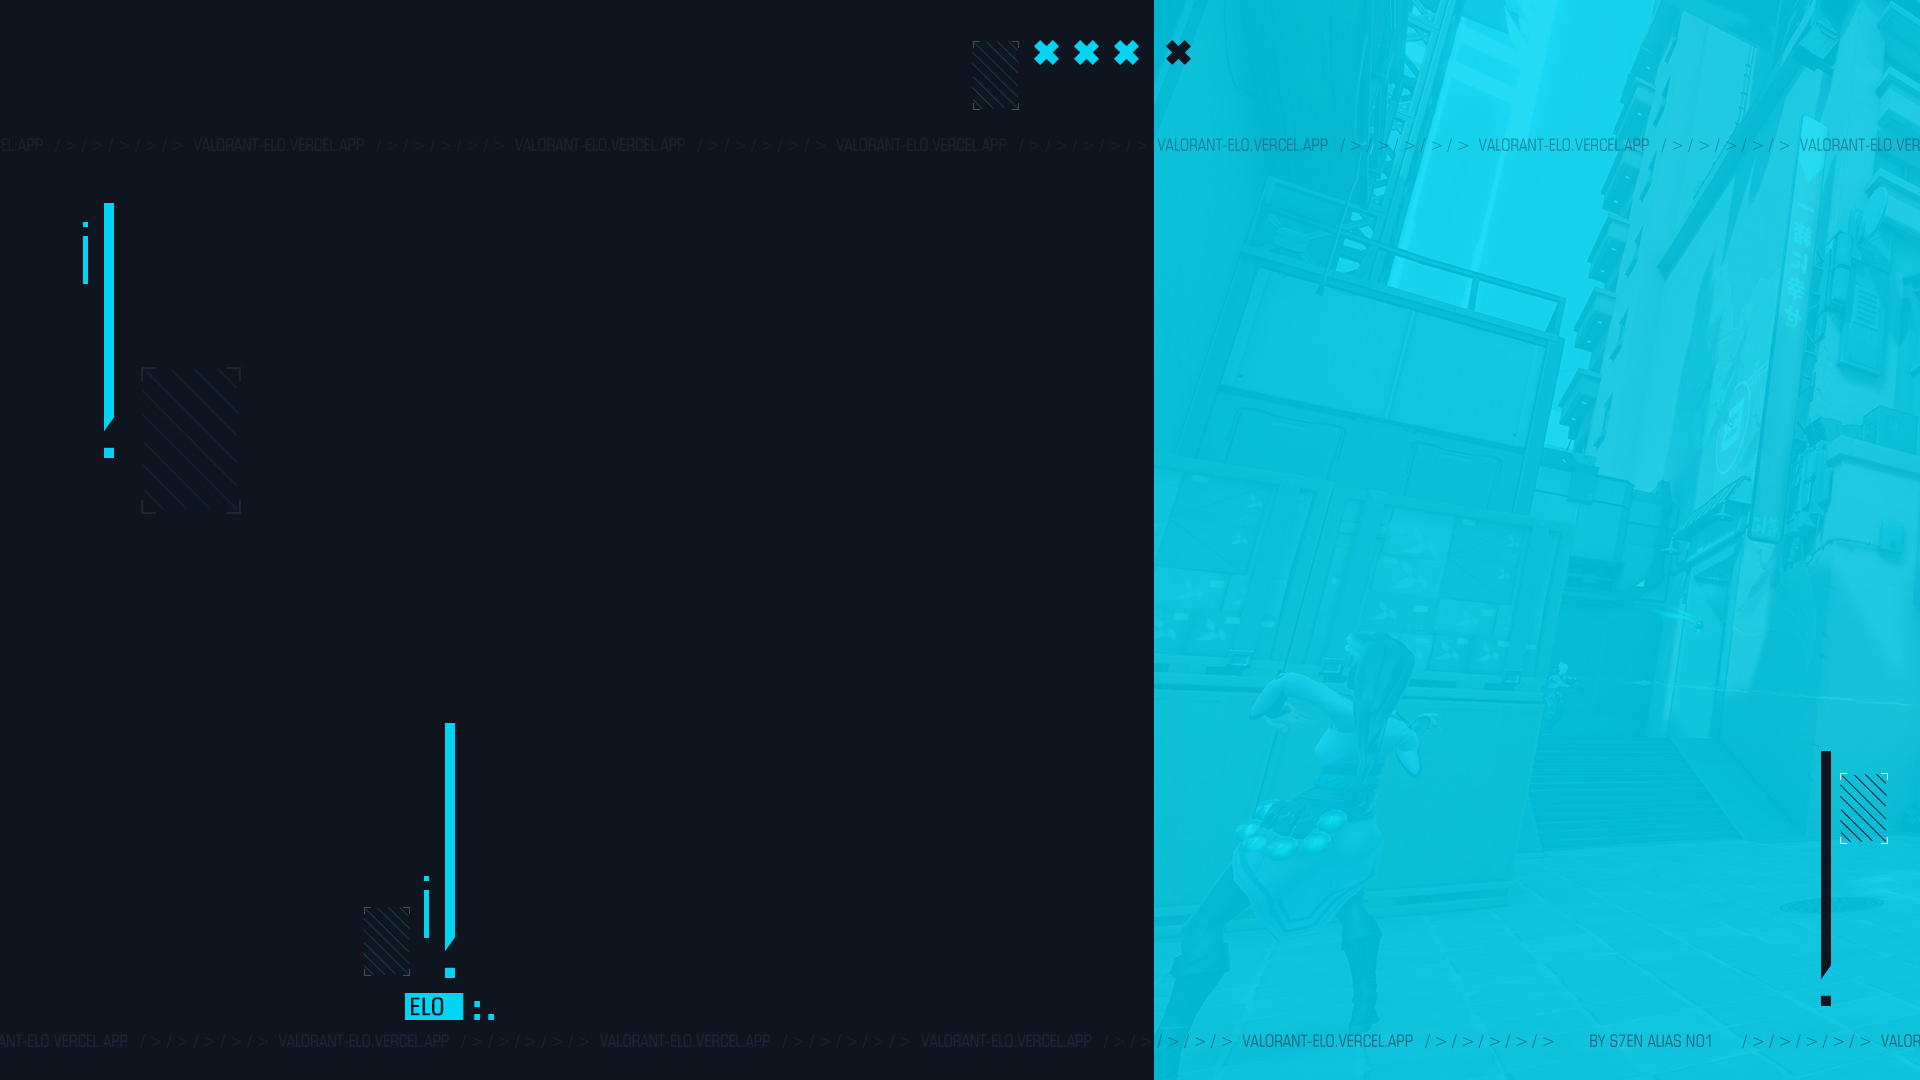 EL.APP / > / > / > / > / > VALORANT-ELO.VERCEL.APP / > / > / > / > / > VALORANT-ELO.VERCEL.APP / > / > / > / > / > VALORANT-ELO.VERCEL.APP / > / > / > / > / > VALORANT-ELO.VERCEL.APP / > / > / > / > / > VALORANT-ELO.VERCEL.APP / > / > / > / > / > VALORANT-ELO.VER
ELO
ANT-ELO.VERCEL.APP / > / > / > / > / > VALORANT-ELO.VERCEL.APP / > / > / > / > / > VALORANT-ELO.VERCEL.APP / > / > / > / > / > VALORANT-ELO.VERCEL.APP / > / > / > / > / > VALORANT-ELO.VERCEL.APP / > / > / > / > / > BY S7EN ALIAS NO1 / > / > / > / > / > VALOR